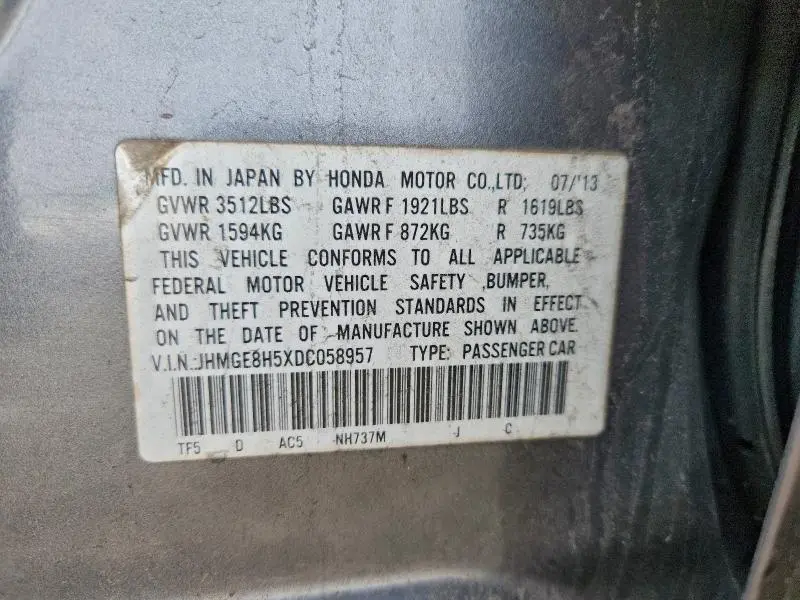 MFD. IN JAPAN BY HONDA MOTOR CO.,LTD; 07/'13
GVWR 3512LBS GAWR F 1921LBS R 1619LBS
GVWR 1594KG GAWR F 872KG R 735KG
THIS VEHICLE CONFORMS TO ALL APPLICABLE
FEDERAL MOTOR VEHICLE SAFETY ,BUMPER,
AND THEFT PREVENTION STANDARDS IN EFFECT
ON THE DATE OF MANUFACTURE SHOWN ABOVE.
V.I.N.:JHMGE8H5XDC058957 TYPE: PASSENGER CAR
TF5 D AC5 NH737M J C